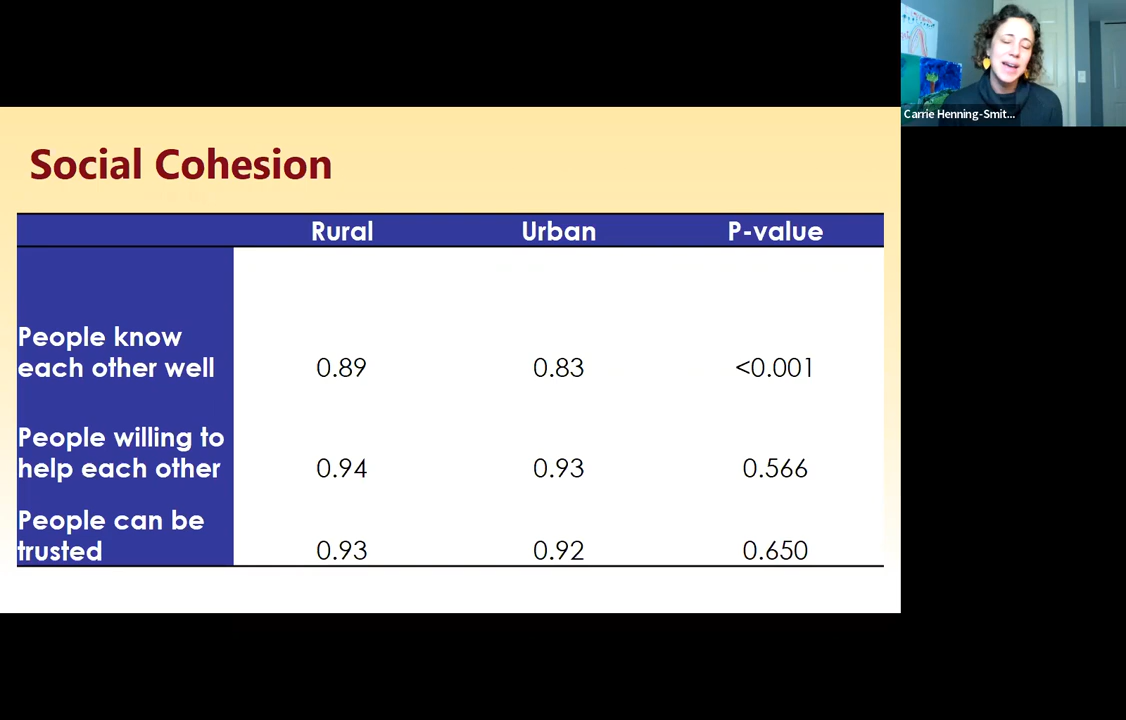 Carrie Henning-Smit...
Social Cohesion
Rural Urban P-value
People know
each other well 0.89 0.83 <0.001
People willing to
help each other 0.94 0.93 0.566
People can be
trusted 0.93 0.92 0.650